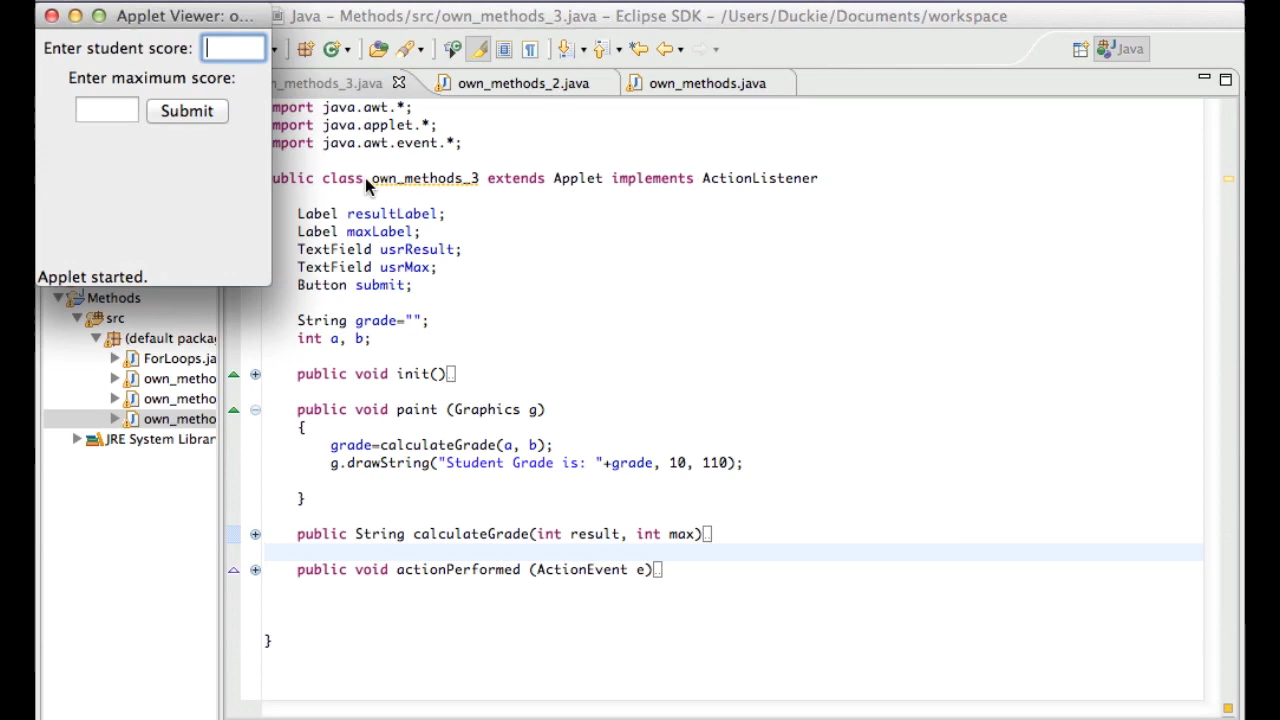 Applet Viewer: o...
Java - Methods/src/own_methods_3.java - Eclipse SDK - /Users/Duckie/Documents/workspace
Enter student score:
Java
Enter maximum score:
n_methods_3.java
own_methods_2.java
own_methods.java
Submit
Applet started.
mport java.awt.*;
mport java.applet.*;
mport java.awt.event.*;
ublic class own_methods_3 extends Applet implements ActionListener
Label resultLabel;
Label maxLabel;
TextField usrResult;
TextField usrMax;
Button submit;
String grade="";
int a, b;
public void init()
public void paint (Graphics g)
{
grade=calculateGrade(a, b);
g.drawString("Student Grade is: "+grade, 10, 110);
}
public String calculateGrade(int result, int max)
public void actionPerformed (ActionEvent e)
}
Methods
src
(default packa
ForLoops.ja
own_metho
own_metho
own_metho
JRE System Librar